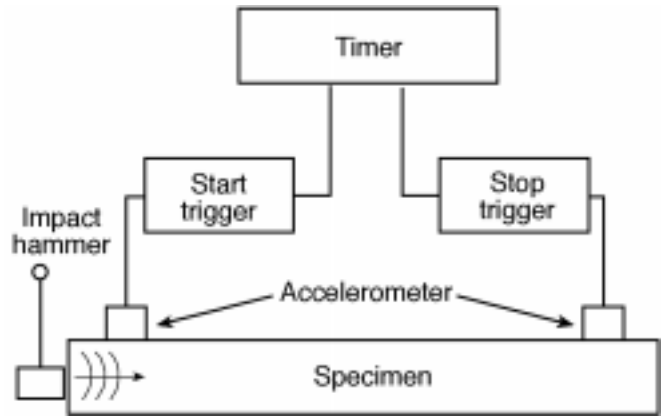 Timer
Start
trigger
Stop
trigger
Impact
hammer
Accelerometer
Specimen